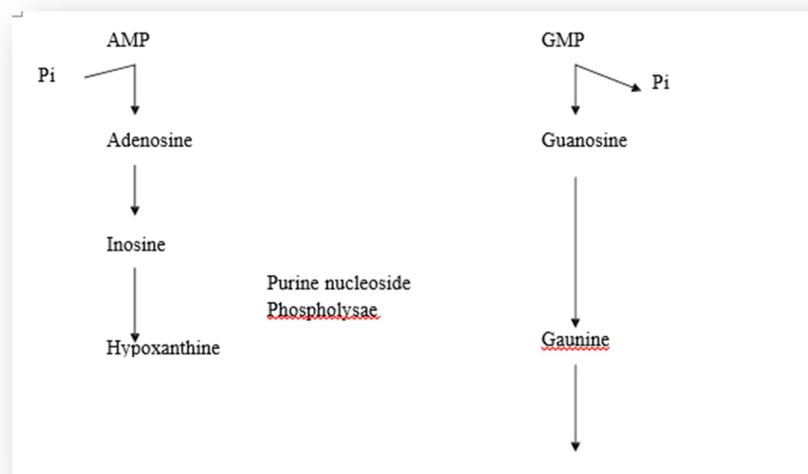 AMP
GMP
Pi
Pi
Adenosine
Guanosine
Inosine
Purine nucleoside
Phospholysae
Gaunine
Hypoxanthine